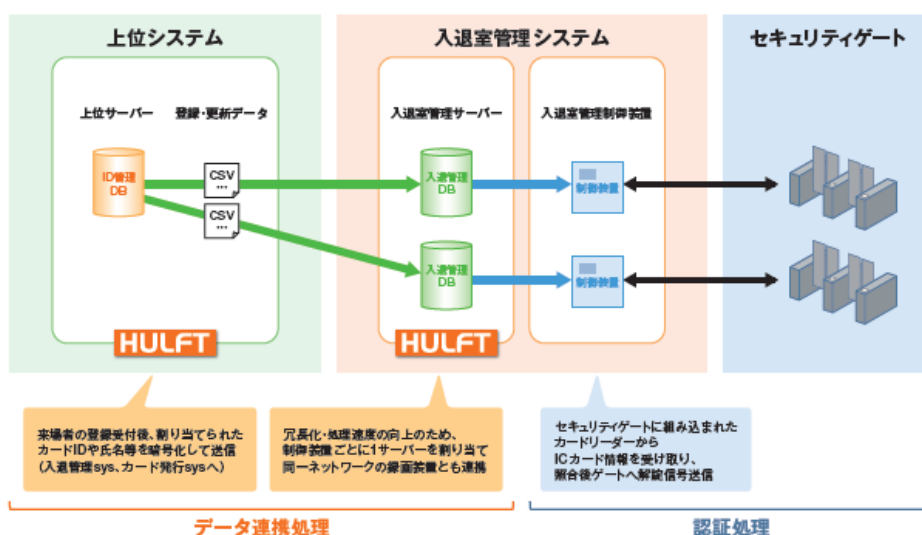 上位システム
入退室管理システム
セキュリティゲート
上位サーバー
登録・更新データ
入退室管理サーバー
入退室管理制御装置
ID管理
DB
CSV
...
CSV
...
入退管理
DB
入退管理
DB
制御装置
制御装置
HULFT
HULFT
来場者の登録受付後、割り当てられた
カードIDや氏名等を暗号化して送信
(入退管理sys、カード発行sysへ)
冗長化・処理速度の向上のため、
制御装置ごとに1サーバーを割り当て
同一ネットワークの録画装置とも連携
セキュリティゲートに組み込まれた
カードリーダーから
ICカード情報を受け取り、
照合後ゲートへ解錠信号送信
データ連携処理
認証処理